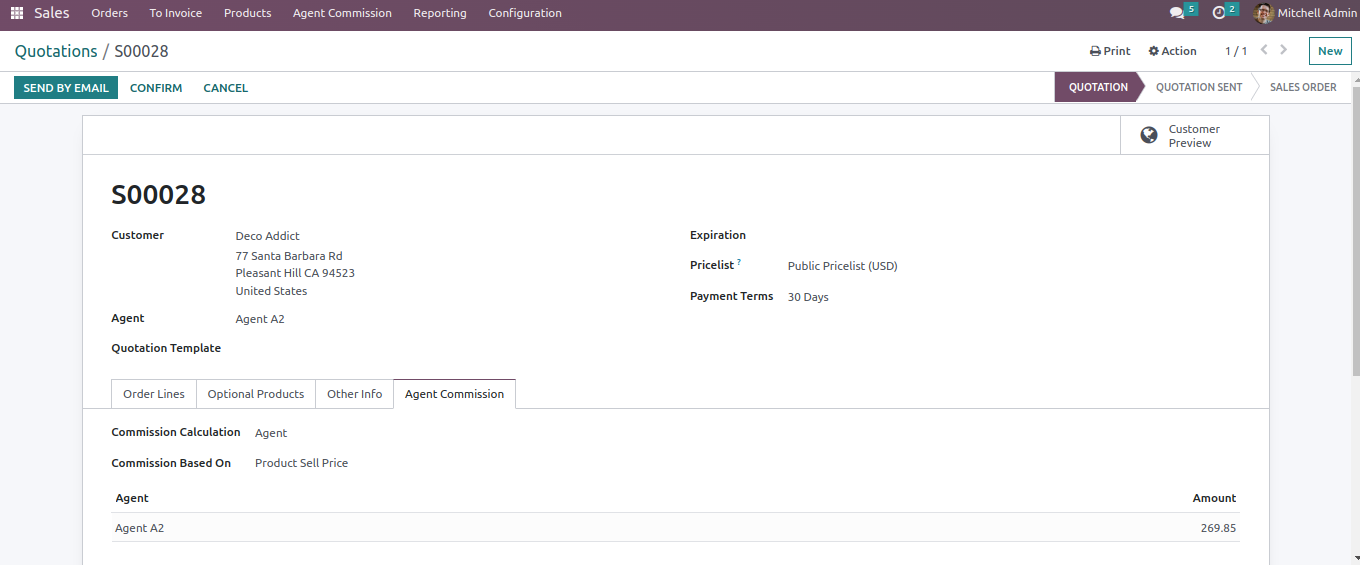 Sales Orders To Invoice Products Agent Commission Reporting Configuration 5 2 Mitchell Admin
Quotations / S00028 Print Action 1 / 1 New
SEND BY EMAIL CONFIRM CANCEL QUOTATION QUOTATION SENT SALES ORDER
Customer
Preview
S00028
Customer Deco Addict Expiration
77 Santa Barbara Rd
Pleasant Hill CA 94523 Pricelist ? Public Pricelist (USD)
United States Payment Terms 30 Days
Agent Agent A2
Quotation Template
Order Lines Optional Products Other Info Agent Commission
Commission Calculation Agent
Commission Based On Product Sell Price
Agent Amount
Agent A2 269.85